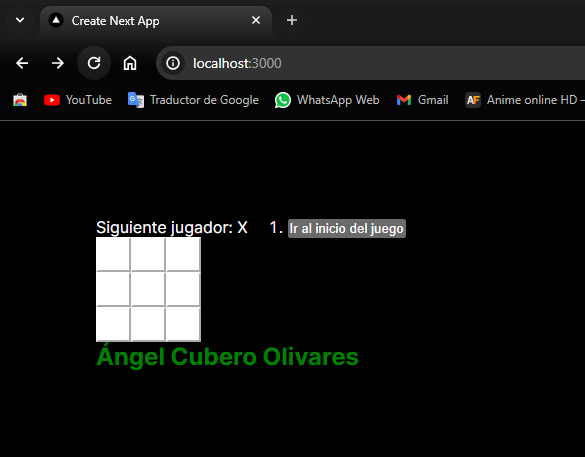 Create Next App
localhost:3000
YouTube Traductor de Google WhatsApp Web Gmail AF Anime online HD –
Siguiente jugador: X 1. Ir al inicio del juego
Ángel Cubero Olivares